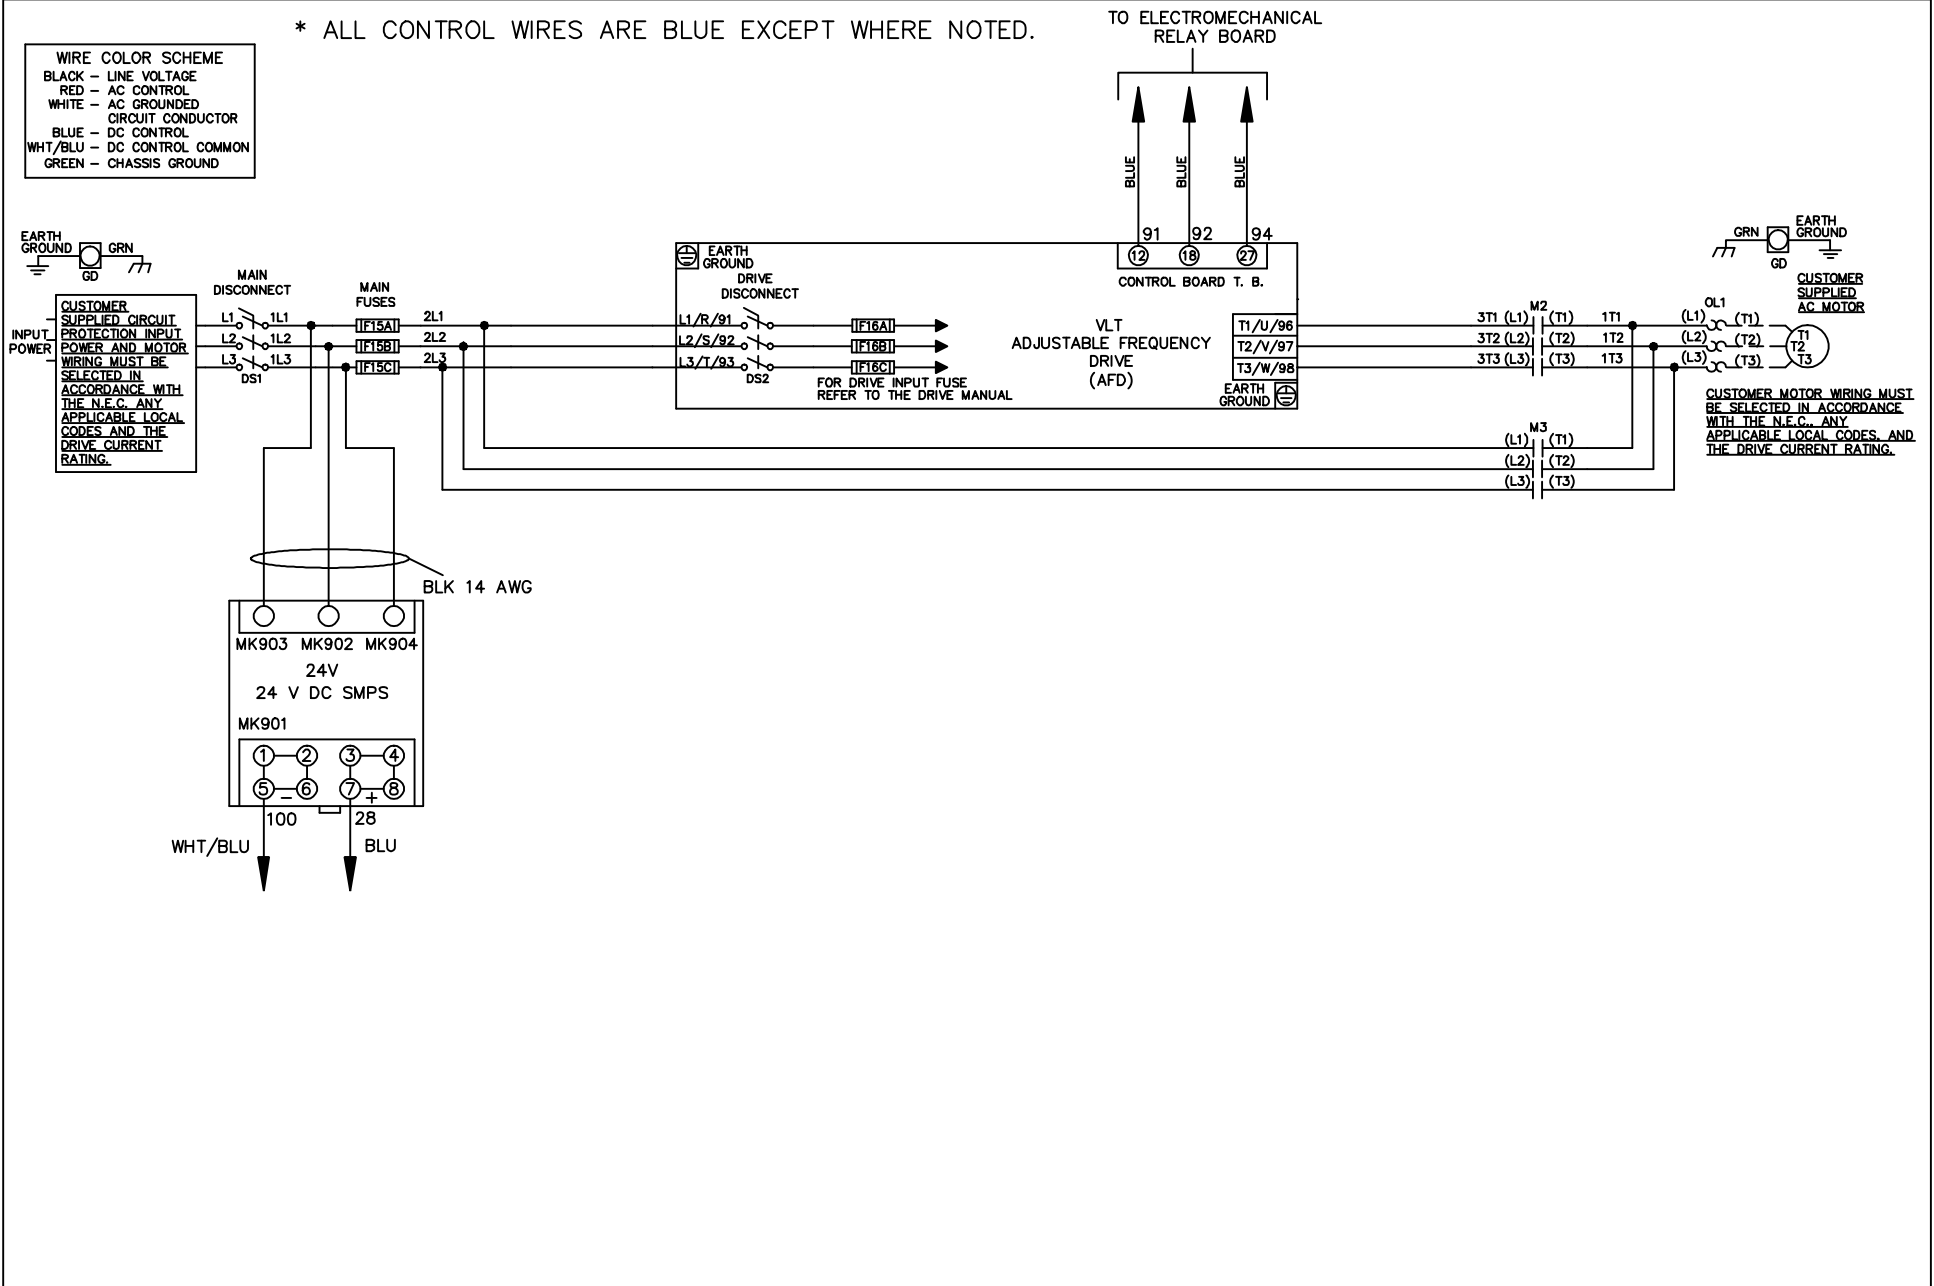 * ALL CONTROL WIRES ARE BLUE EXCEPT WHERE NOTED.
TO ELECTROMECHANICAL
RELAY BOARD
WIRE COLOR SCHEME
BLACK – LINE VOLTAGE
RED – AC CONTROL
WHITE – AC GROUNDED
CIRCUIT CONDUCTOR
BLUE – DC CONTROL
WHT/BLU – DC CONTROL COMMON
GREEN – CHASSIS GROUND
BLUE
BLUE
BLUE
91
92
94
12
18
27
CONTROL BOARD T. B.
EARTH
GROUND
GRN
GD
INPUT
POWER
CUSTOMER
SUPPLIED CIRCUIT
PROTECTION INPUT
POWER AND MOTOR
WIRING MUST BE
SELECTED IN
ACCORDANCE WITH
THE N.E.C. ANY
APPLICABLE LOCAL
CODES AND THE
DRIVE CURRENT
RATING.
MAIN
DISCONNECT
L1
1L1
L2
1L2
L3
1L3
DS1
MAIN
FUSES
F15A
F15B
F15C
2L1
2L2
2L3
EARTH
GROUND
DRIVE
DISCONNECT
L1/R/91
L2/S/92
L3/T/93
DS2
F16A
F16B
F16C
FOR DRIVE INPUT FUSE
REFER TO THE DRIVE MANUAL
VLT
ADJUSTABLE FREQUENCY
DRIVE
(AFD)
T1/U/96
T2/V/97
T3/W/98
EARTH
GROUND
M2
3T1 (L1) (T1) 1T1
3T2 (L2) (T2) 1T2
3T3 (L3) (T3) 1T3
M3
(L1) (T1)
(L2) (T2)
(L3) (T3)
GRN
EARTH
GROUND
GD
CUSTOMER
SUPPLIED
AC MOTOR
OL1
(L1) (T1)
(L2) (T2)
(L3) (T3)
T1
T2
T3
CUSTOMER MOTOR WIRING MUST
BE SELECTED IN ACCORDANCE
WITH THE N.E.C., ANY
APPLICABLE LOCAL CODES, AND
THE DRIVE CURRENT RATING.
BLK 14 AWG
MK903 MK902 MK904
24V
24 V DC SMPS
MK901
1 2 3 4
5 6 7 8
– +
100 28
WHT/BLU BLU